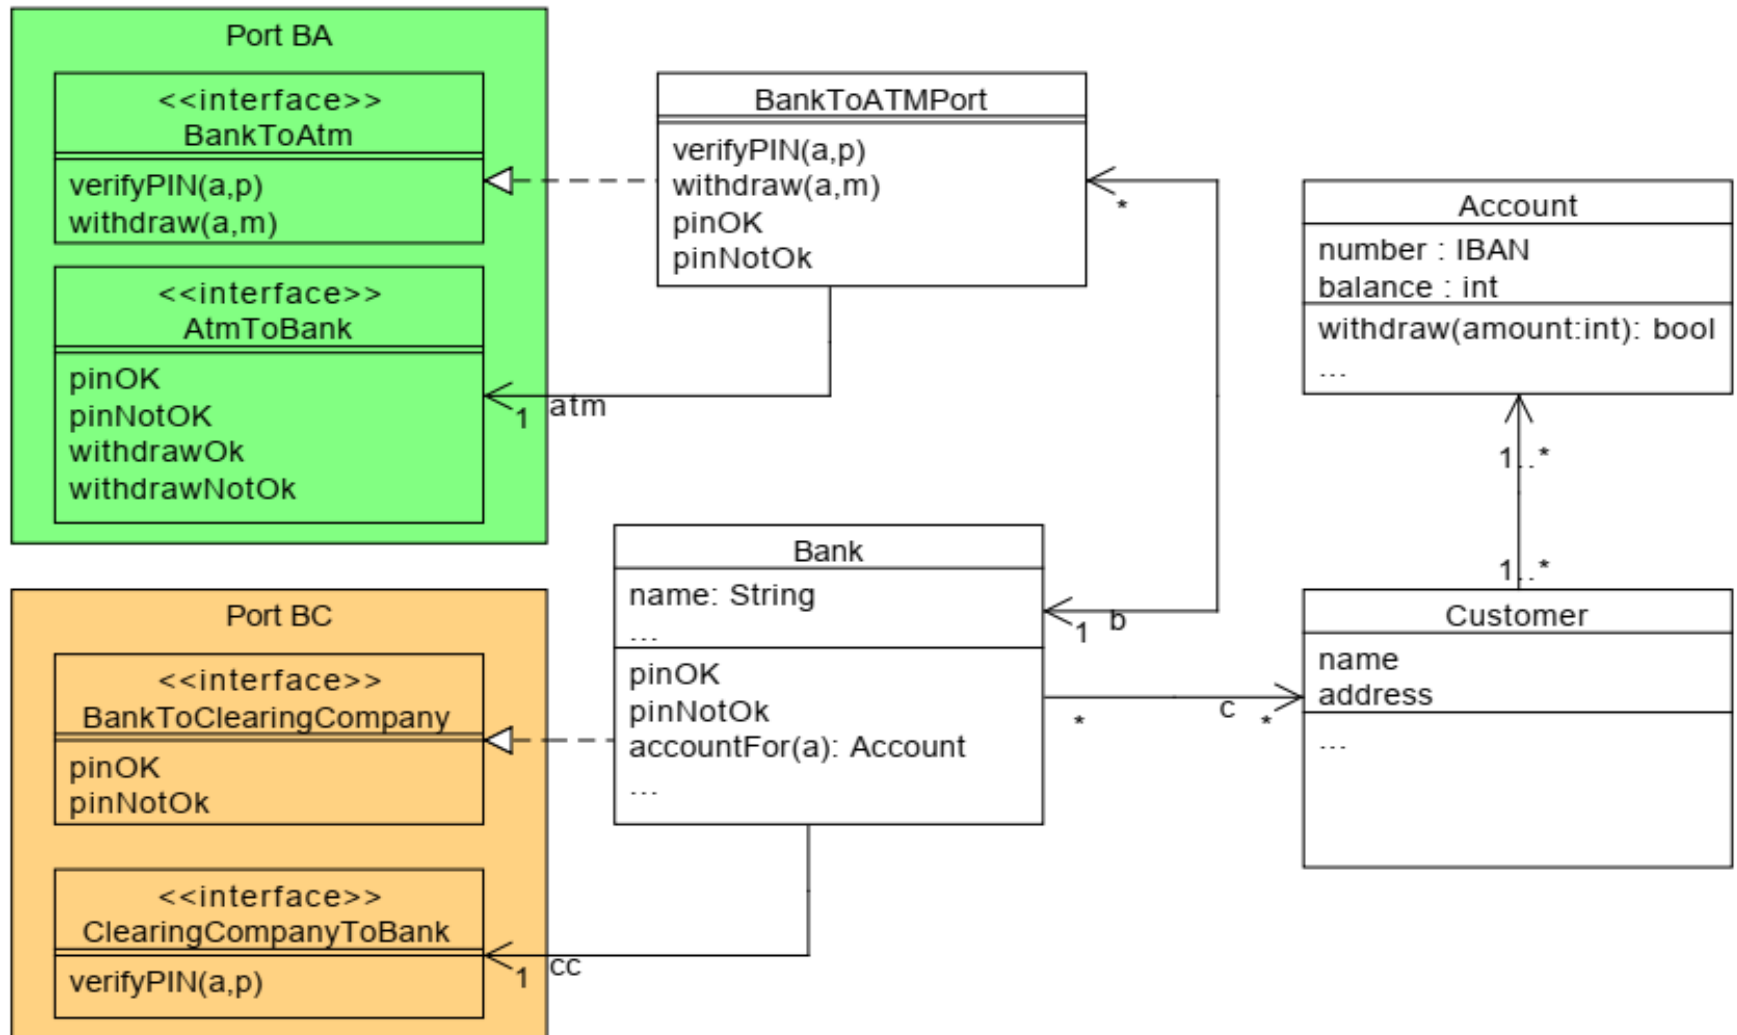 Port BA
<<interface>>
BankToAtm
verifyPIN(a,p)
withdraw(a,m)
<<interface>>
AtmToBank
pinOK
pinNotOK
withdrawOk
withdrawNotOk
BankToATMPort
verifyPIN(a,p)
withdraw(a,m)
pinOK
pinNotOk
*
1 atm
Account
number : IBAN
balance : int
withdraw(amount:int): bool
...
1..*
1..*
Port BC
<<interface>>
BankToClearingCompany
pinOK
pinNotOk
<<interface>>
ClearingCompanyToBank
verifyPIN(a,p)
Bank
name: String
...
pinOK
pinNotOk
accountFor(a): Account
...
1 b
* c *
1 cc
Customer
name
address
...